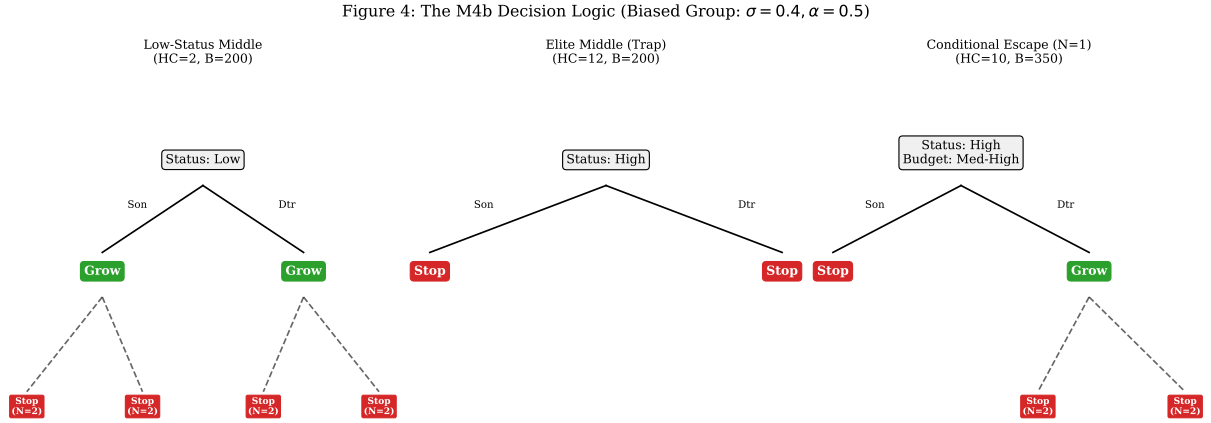 Figure 4: The M4b Decision Logic (Biased Group: σ = 0.4, α = 0.5)
Low-Status Middle
(HC=2, B=200)
Status: Low
Son
Dtr
Grow
Grow
Stop
(N=2)
Stop
(N=2)
Stop
(N=2)
Stop
(N=2)
Elite Middle (Trap)
(HC=12, B=200)
Status: High
Son
Dtr
Stop
Stop
Conditional Escape (N=1)
(HC=10, B=350)
Status: High
Budget: Med-High
Son
Dtr
Stop
Grow
Stop
(N=2)
Stop
(N=2)